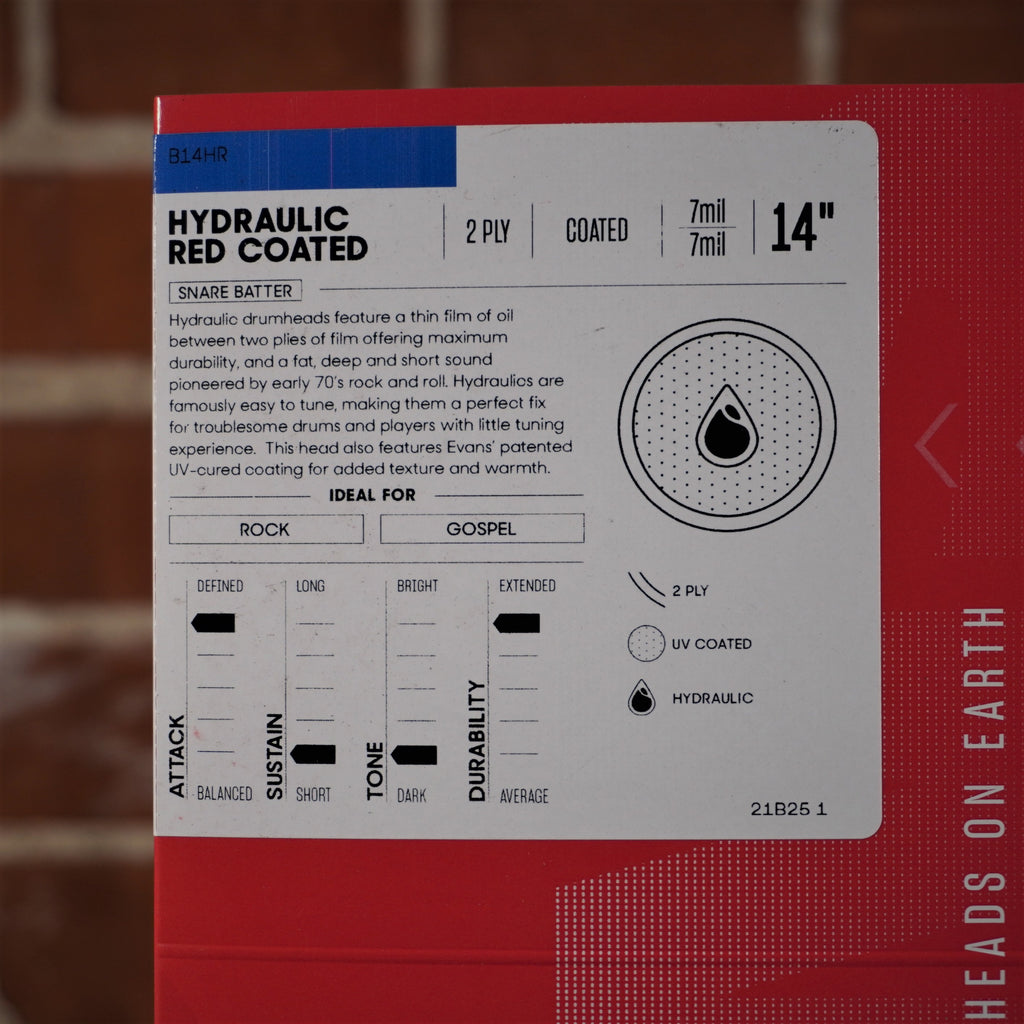 B14HR
HYDRAULIC
RED COATED
2 PLY
COATED
7mil
7mil
14"
SNARE BATTER
Hydraulic drumheads feature a thin film of oil
between two plies of film offering maximum
durability, and a fat, deep and short sound
pioneered by early 70's rock and roll. Hydraulics are
famously easy to tune, making them a perfect fix
for troublesome drums and players with little tuning
experience. This head also features Evans' patented
UV-cured coating for added texture and warmth.
IDEAL FOR
ROCK
GOSPEL
ATTACK
DEFINED
BALANCED
SUSTAIN
LONG
SHORT
TONE
BRIGHT
DARK
DURABILITY
EXTENDED
AVERAGE
2 PLY
UV COATED
HYDRAULIC
21B25 1
HEADS ON EARTH